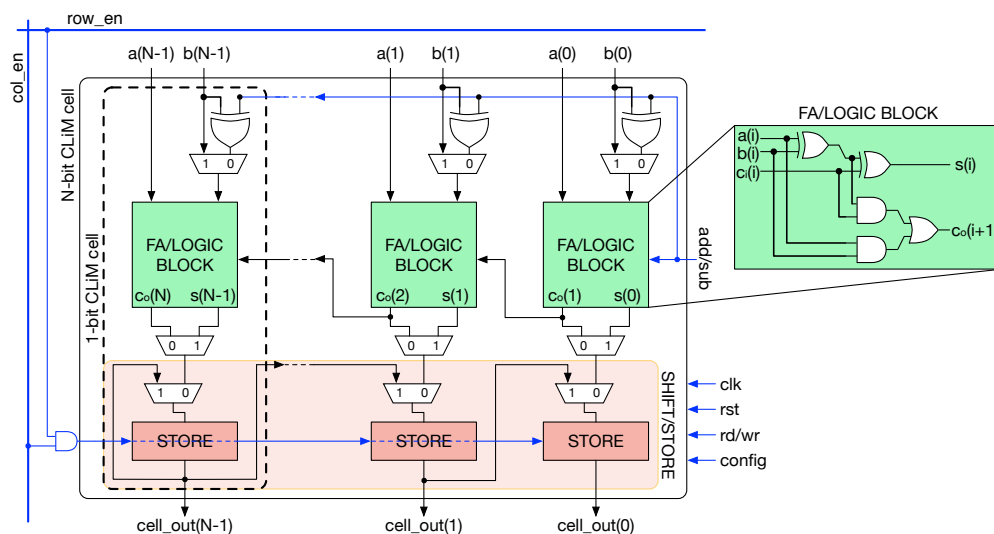 row_en
col_en
a(N-1) b(N-1) a(1) b(1) a(0) b(0)
N-bit CLiM cell
1-bit CLiM cell
1 0
1 0
1 0
FA/LOGIC BLOCK
a(i)
b(i)
cᵢ(i)
s(i)
cₒ(i+1
FA/LOGIC
BLOCK
cₒ(N) s(N-1)
FA/LOGIC
BLOCK
cₒ(2) s(1)
FA/LOGIC
BLOCK
cₒ(1) s(0)
add/sub
0 1
0 1
0 1
1 0
1 0
1 0
STORE
STORE
STORE
SHIFT/STORE
clk
rst
rd/wr
config
cell_out(N-1) cell_out(1) cell_out(0)